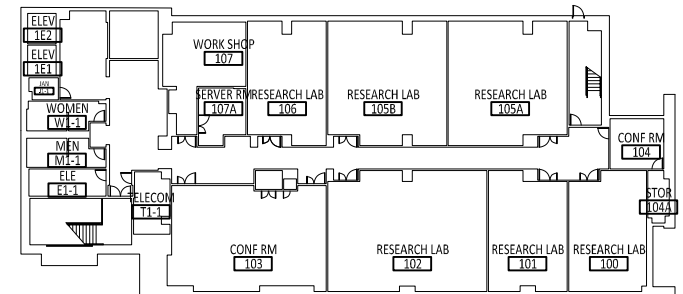 ELEV
1E2
ELEV
1E1
JAN
WOMEN
W1-1
MEN
M1-1
ELE
E1-1
TELECOM
T1-1
WORK SHOP
107
SERVER RM
107A
RESEARCH LAB
106
RESEARCH LAB
105B
RESEARCH LAB
105A
CONF RM
104
STOR
104A
CONF RM
103
RESEARCH LAB
102
RESEARCH LAB
101
RESEARCH LAB
100